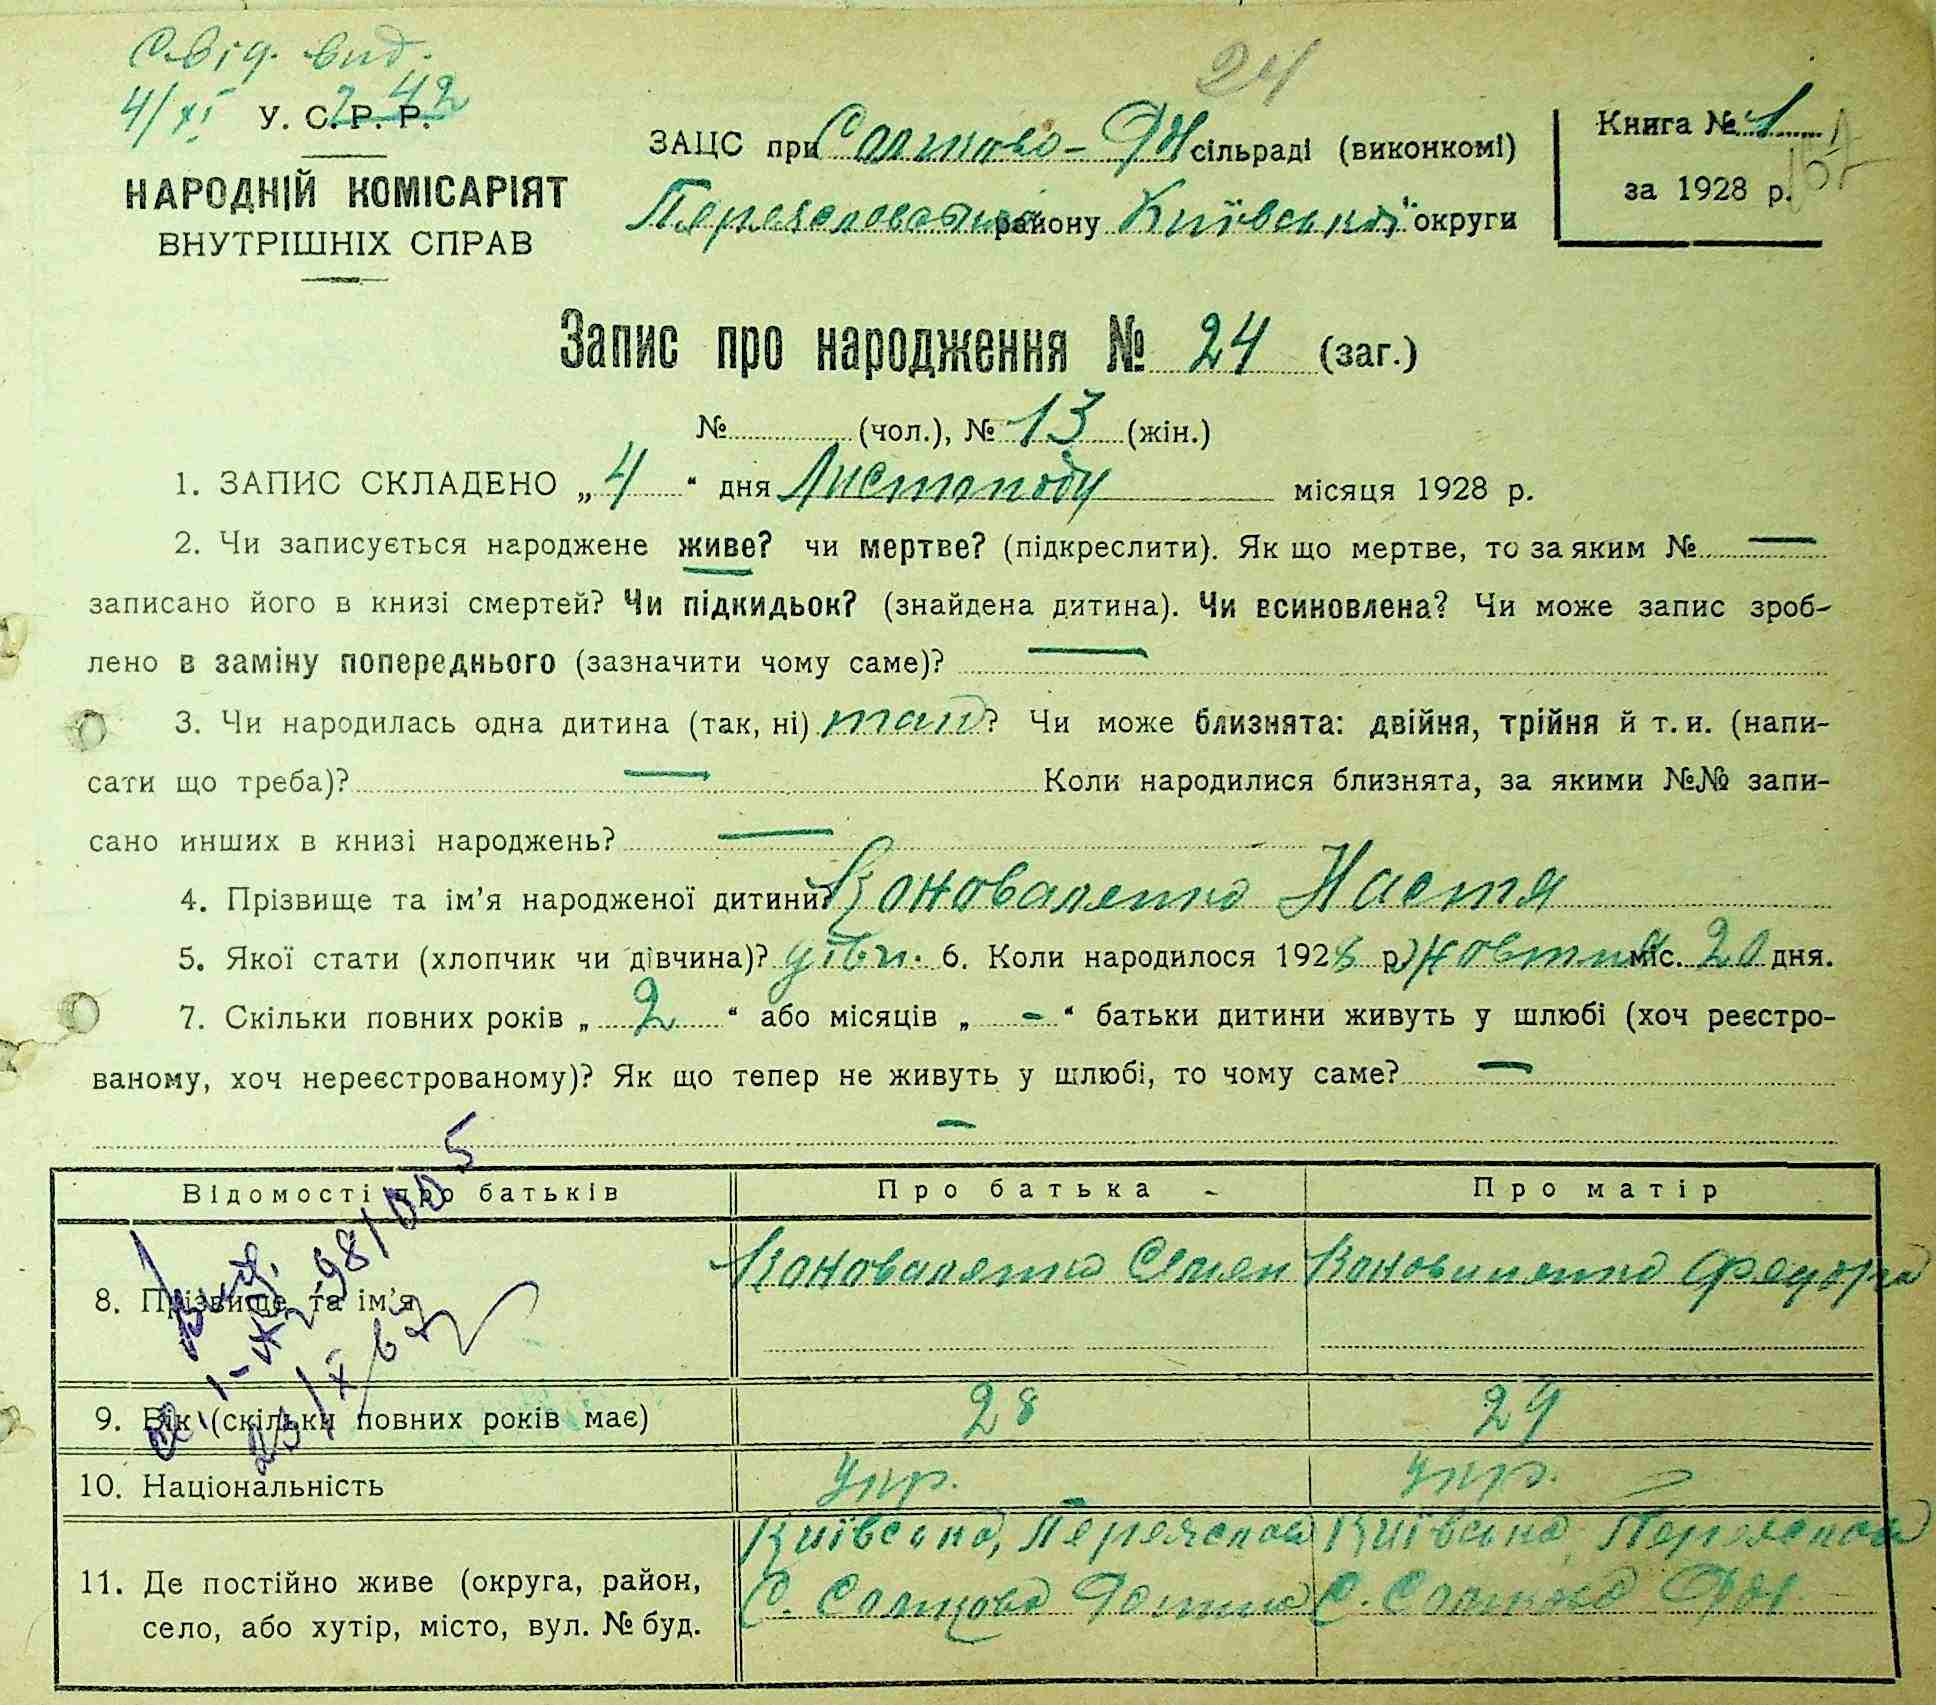 Свід. вид.
4/XI 242
24
У. С. Р. Р.
НАРОДНІЙ КОМІСАРІЯТ
ВНУТРІШНІХ СПРАВ
ЗАЦС при сільраді (виконкомі)
району Київської округи
Книга № 1
за 1928 р.
Запис про народження № 24 (заг.)
№ (чол.), № 13 (жін.)
1. ЗАПИС СКЛАДЕНО „ 4 “ дня Листопаду місяця 1928 р.
2. Чи записується народжене живе? чи мертве? (підкреслити). Як що мертве, то за яким № —
записано його в книзі смертей? Чи підкидьок? (знайдена дитина). Чи всиновлена? Чи може запис зроб-
лено в заміну попереднього (зазначити чому саме)? —
3. Чи народилась одна дитина (так, ні) так? Чи може близнята: двійня, трійня й т. и. (напи-
сати що треба)? — Коли народилися близнята, за якими №№ запи-
сано инших в книзі народжень? —
4. Прізвище та ім’я народженої дитини? Коноваленко Настя
5. Якої стати (хлопчик чи дівчина)? дівч. 6. Коли народилося 1928 р. жовтня міс. 20 дня.
7. Скільки повних років „ 2 “ або місяців „ - “ батьки дитини живуть у шлюбі (хоч реєстро-
ваному, хоч нереєстрованому)? Як що тепер не живуть у шлюбі, то чому саме? —
—
Відомості про батьків Про батька Про матір
8. Прізвище та ім’я Коноваленко Семен Коноваленко Федора
9. Вік (скільки повних років має) 28 29
10. Національність Укр. Укр.
11. Де постійно живе (округа, район,
село, або хутір, місто, вул. № буд.
Київська, Переяслов Київська, Переяслов